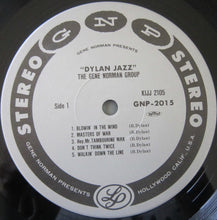 GENE NORMAN PRESENTS
STEREO
GNP
STEREO
"DYLAN JAZZ"
KIJJ 2105
THE GENE NORMAN GROUP
Side 1
GNP-2015
1. BLOWIN' IN THE WIND (B.Dylan)
2. MASTERS OF WAR (B.Dylan)
3. Hey Mr. TAMBOURINE MAN (B.Dylan)
4. DON'T THINK TWICE (B.Dylan)
5. WALKIN' DOWN THE LINE (B.Dylan)
GENE NORMAN PRESENTS
LP
HOLLYWOOD, CALIF. U.S.A.